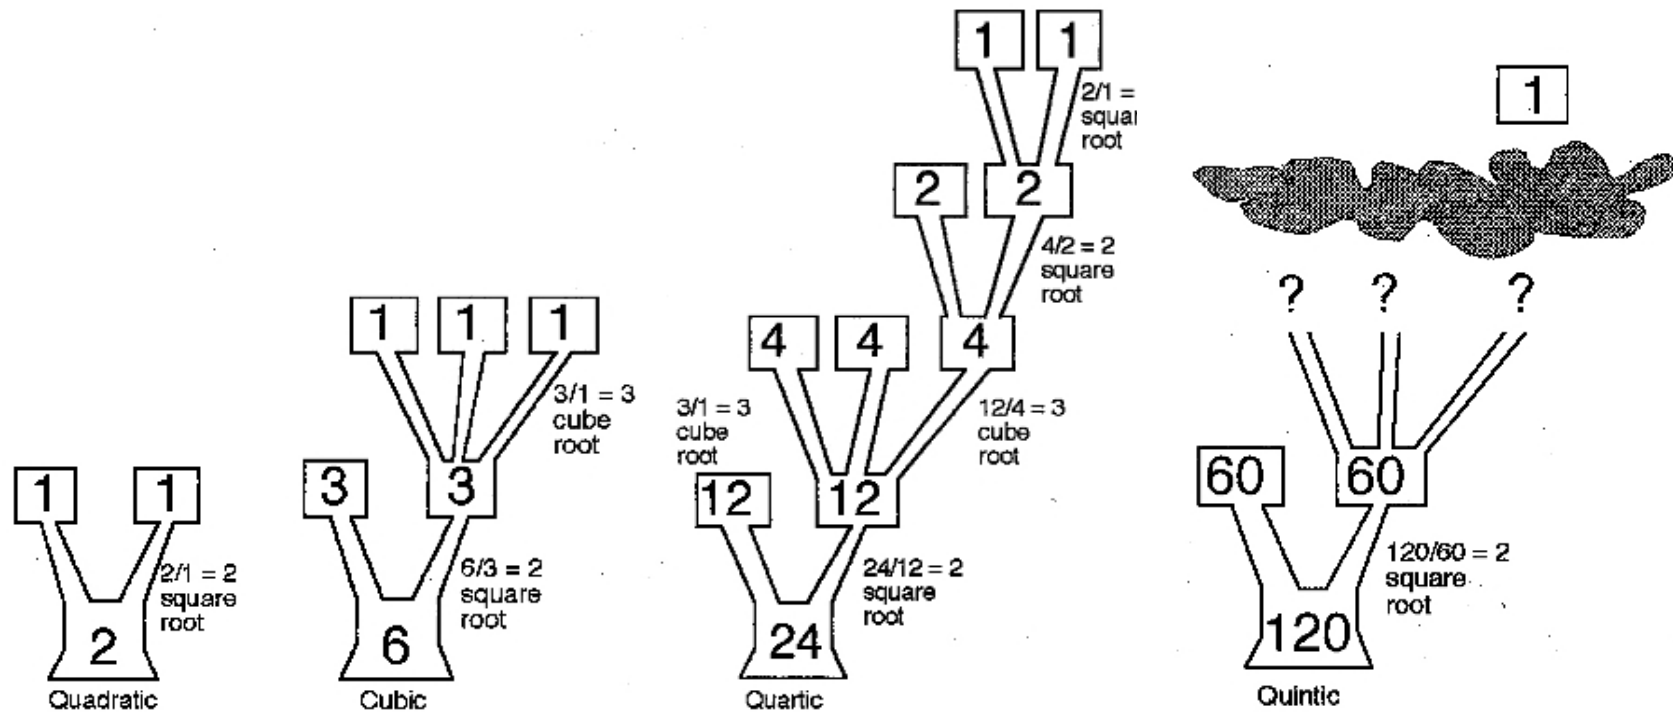 1 1
2/1 = 2
square
root
2
Quadratic
1 1 1
3/1 = 3
cube
root
3 3
6/3 = 2
square
root
6
Cubic
1 1
2/1 =
squar
root
2 2
4/2 = 2
square
root
4 4 4
3/1 = 3
cube
root
12/4 = 3
cube
root
12 12
24/12 = 2
square
root
24
Quartic
1
? ? ?
60 60
120/60 = 2
square
root
120
Quintic